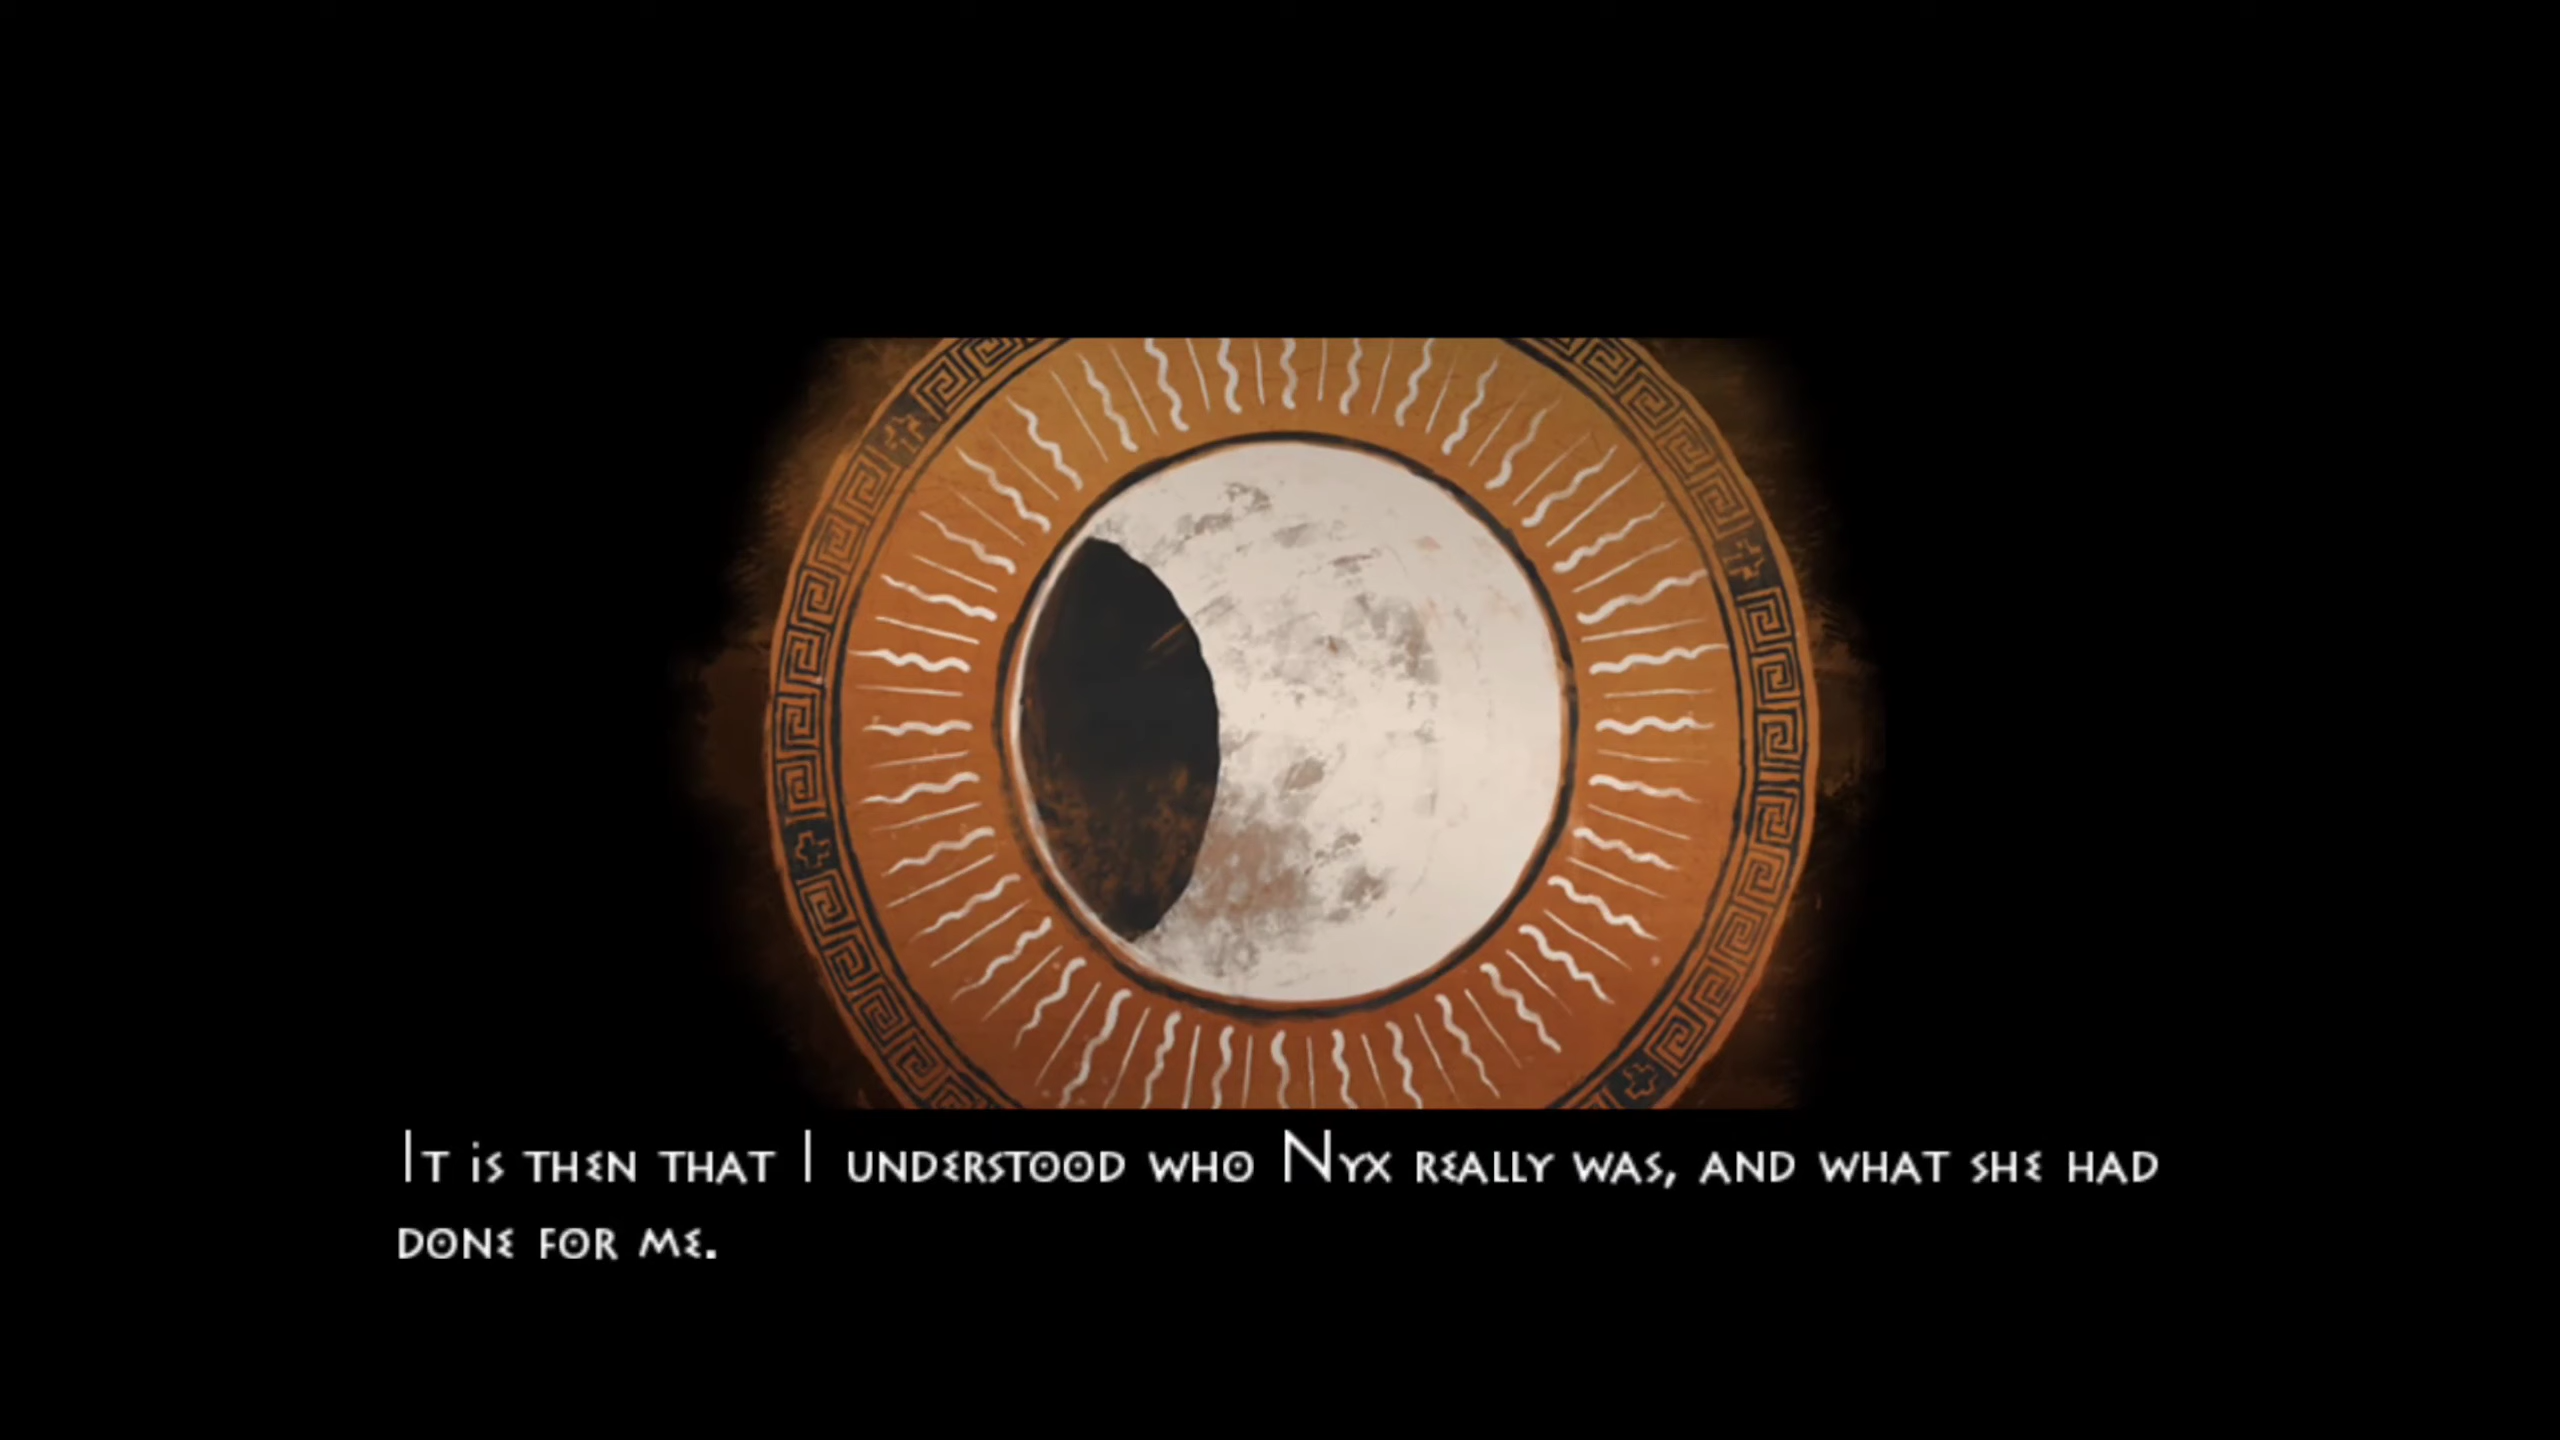 It is then that I understood who Nyx really was, and what she had
done for me.